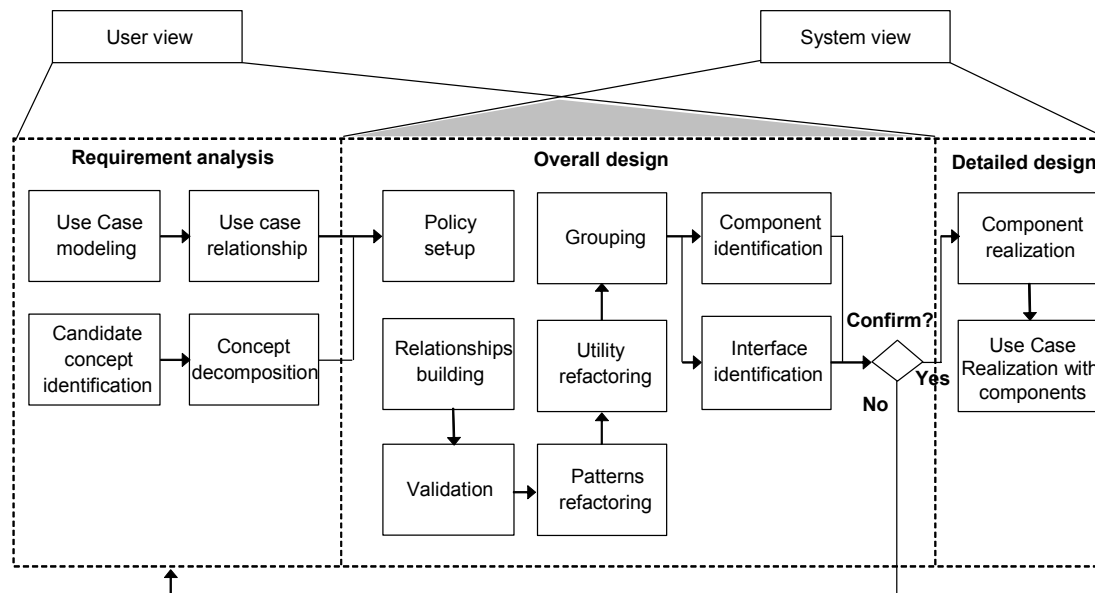 User view
System view
Requirement analysis
Overall design
Detailed design
Use Case
modeling
Use case
relationship
Policy
set-up
Grouping
Component
identification
Component
realization
Candidate
concept
identification
Concept
decomposition
Relationships
building
Utility
refactoring
Interface
identification
Confirm?
Yes
No
Use Case
Realization with
components
Validation
Patterns
refactoring